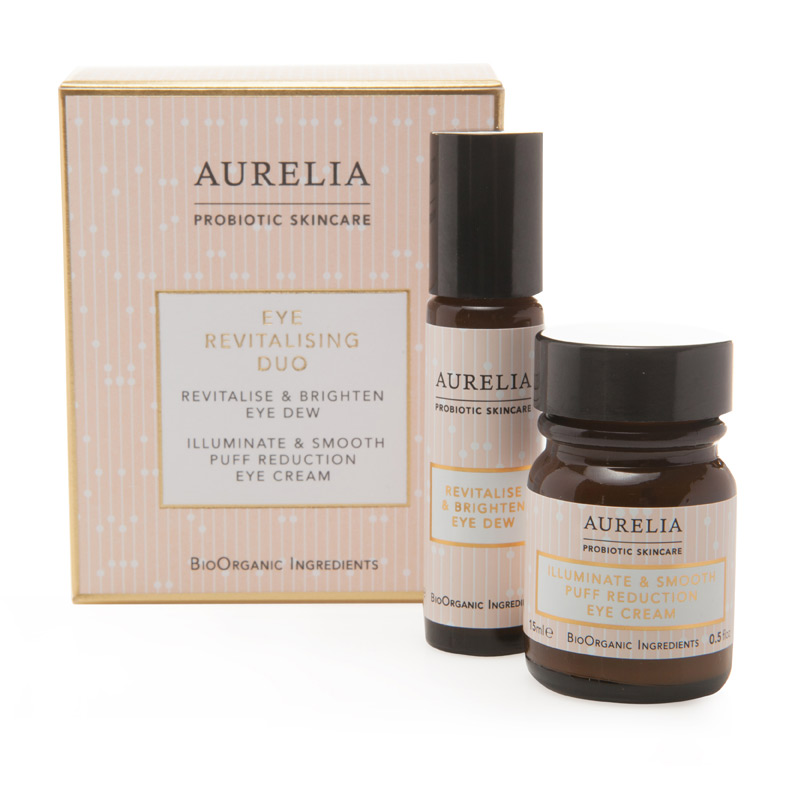 AURELIA
PROBIOTIC SKINCARE
EYE
REVITALISING
DUO
REVITALISE & BRIGHTEN
EYE DEW
ILLUMINATE & SMOOTH
PUFF REDUCTION
EYE CREAM
BIOORGANIC INGREDIENTS
AURELIA
PROBIOTIC SKINCARE
REVITALISE
& BRIGHTEN
EYE DEW
BIOORGANIC INGREDIENTS
AURELIA
PROBIOTIC SKINCARE
ILLUMINATE & SMOOTH
PUFF REDUCTION
EYE CREAM
15ml e BIOORGANIC INGREDIENTS 0.5